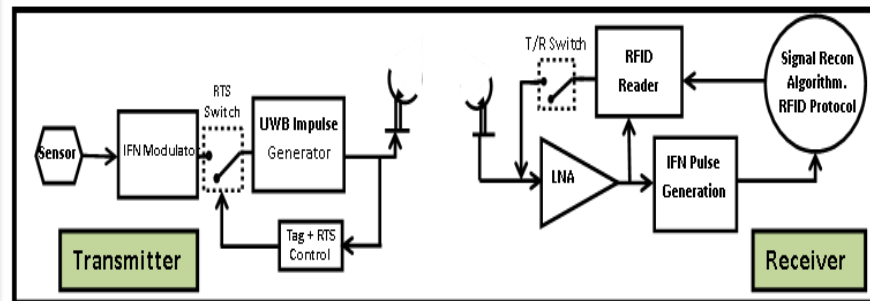 RTS
Switch
Sensor
IFN Modulator
UWB Impulse
Generator
Tag + RTS
Control
Transmitter
T/R Switch
RFID
Reader
Signal Recon
Algorithm.
RFID Protocol
LNA
IFN Pulse
Generation
Receiver